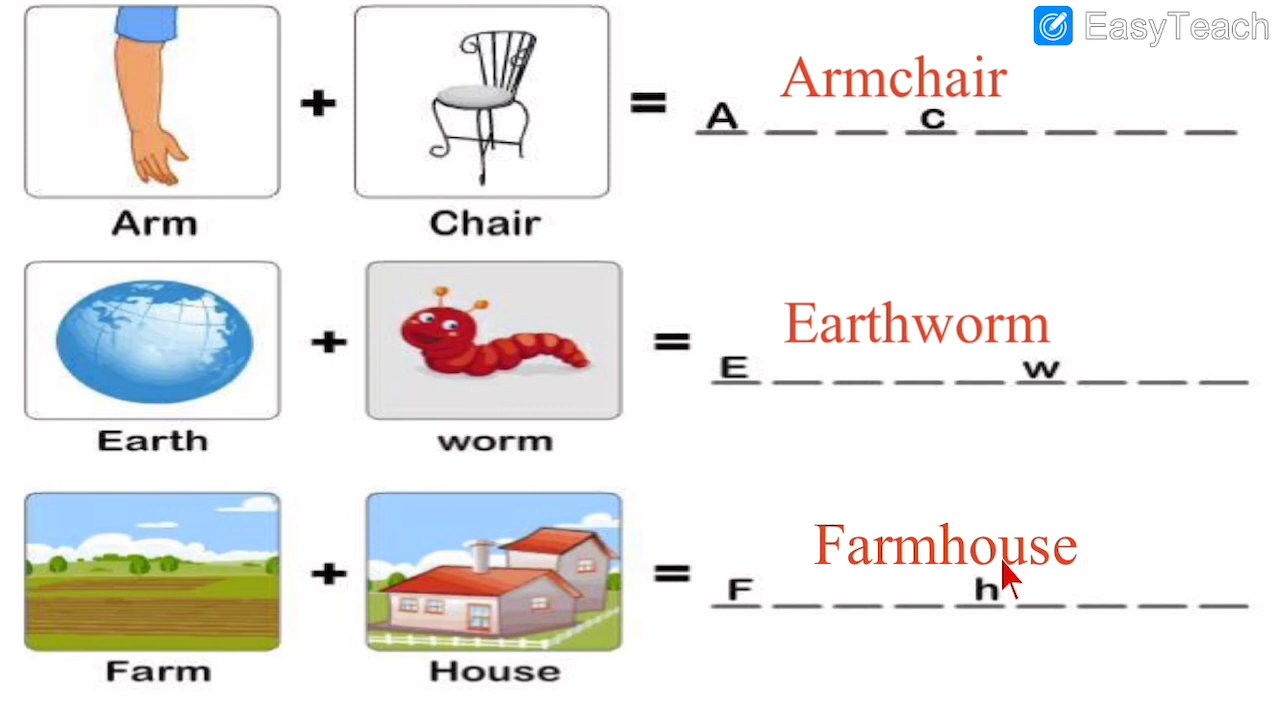 EasyTeach
Armchair
+ = A _ _ c _ _ _ _
Arm Chair
Earthworm
+ = E _ _ _ _ w _ _ _
Earth worm
Farmhouse
+ = F _ _ _ h _ _ _ _
Farm House